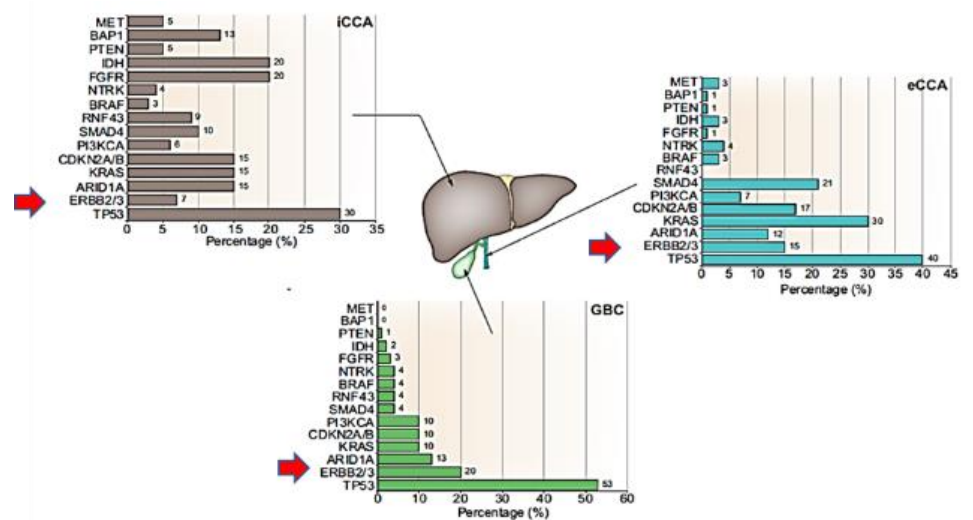 iCCA
MET 5
BAP1 13
PTEN 5
IDH 20
FGFR 20
NTRK 4
BRAF 3
RNF43 9
SMAD4 10
PI3KCA 6
CDKN2A/B 15
KRAS 15
ARID1A 15
ERBB2/3 7
TP53 30
0 5 10 15 20 25 30 35
Percentage (%)
eCCA
MET 3
BAP1 1
PTEN 1
IDH 3
FGFR 1
NTRK 4
BRAF 3
RNF43
SMAD4 21
PI3KCA 7
CDKN2A/B 17
KRAS 30
ARID1A 12
ERBB2/3 15
TP53 40
0 5 10 15 20 25 30 35 40 45
Percentage (%)
GBC
MET 0
BAP1 0
PTEN 1
IDH 2
FGFR 3
NTRK 4
BRAF 4
RNF43 4
SMAD4 4
PI3KCA 10
CDKN2A/B 10
KRAS 10
ARID1A 13
ERBB2/3 20
TP53 53
0 10 20 30 40 50 60
Percentage (%)